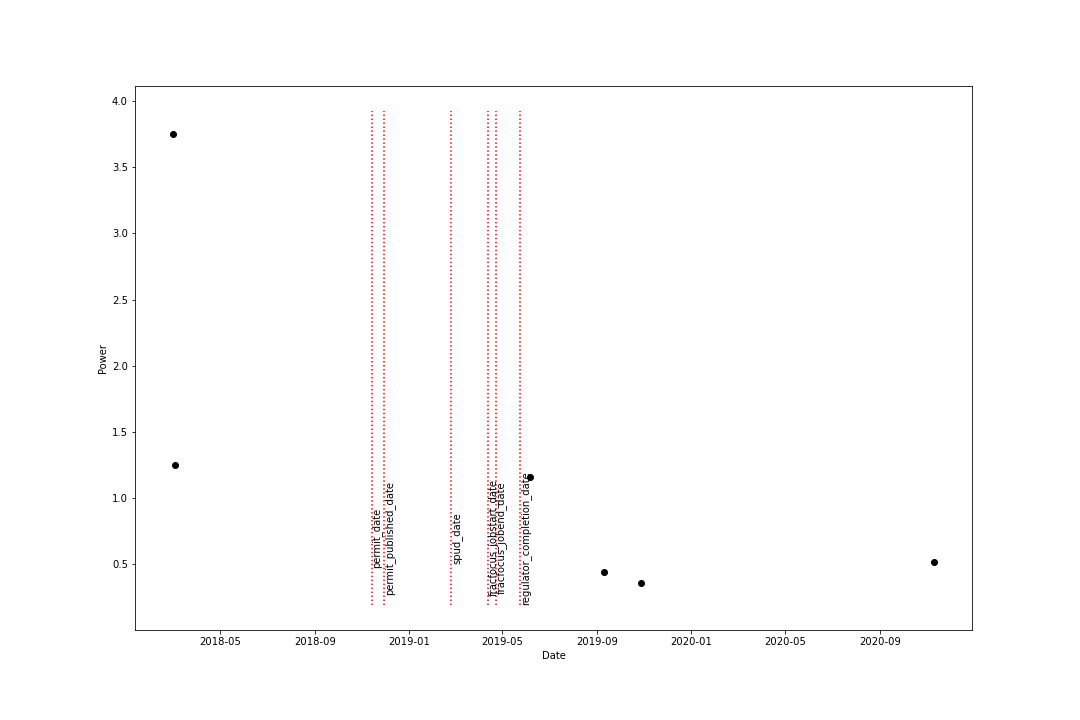 4.0
3.5
3.0
2.5
2.0
1.5
1.0
0.5
Power
permit_date
permit_published_date
spud_date
fracfocus_jobstart_date
fracfocus_jobend_date
regulator_completion_date
2018-05
2018-09
2019-01
2019-05
2019-09
2020-01
2020-05
2020-09
Date